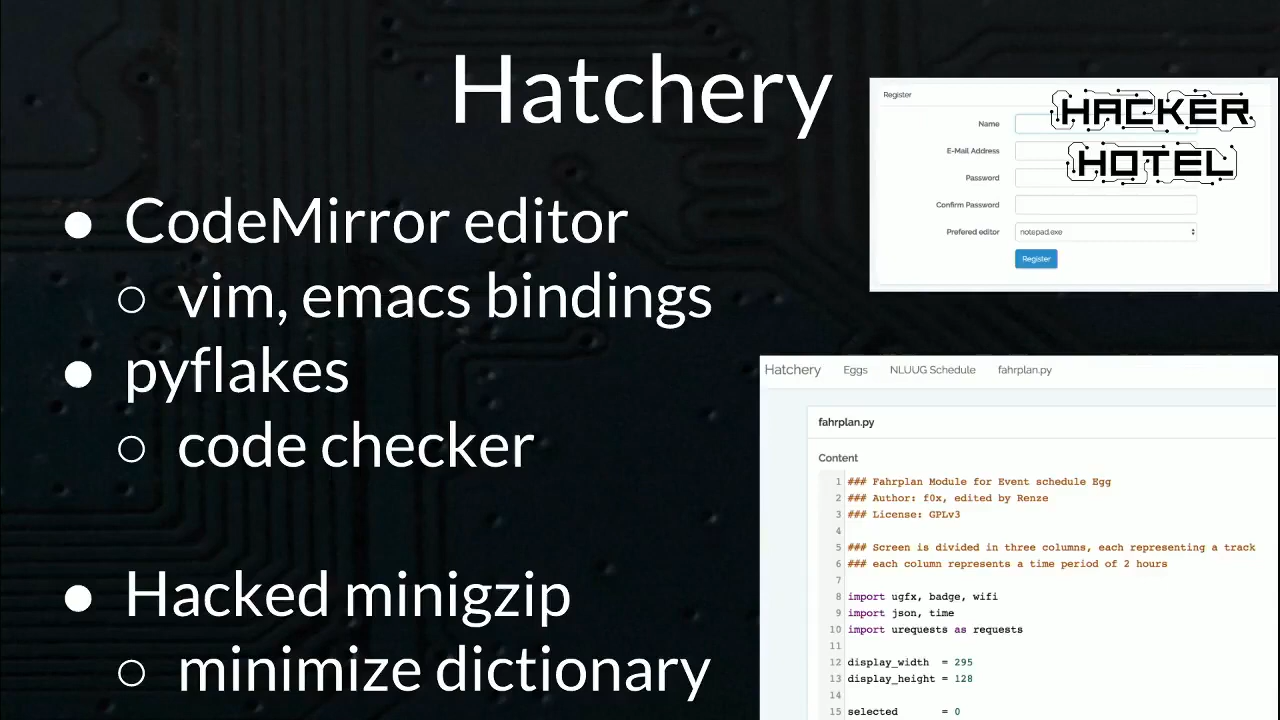 Hatchery
● CodeMirror editor
○ vim, emacs bindings
● pyflakes
○ code checker
● Hacked minigzip
○ minimize dictionary
Register
HACKER
HOTEL
Name
E-Mail Address
Password
Confirm Password
Prefered editor notepad.exe
Register
Hatchery Eggs NLUUG Schedule fahrplan.py
fahrplan.py
Content
1 ### Fahrplan Module for Event schedule Egg
2 ### Author: f0x, edited by Renze
3 ### License: GPLv3
4
5 ### Screen is divided in three columns, each representing a track
6 ### each column represents a time period of 2 hours
7
8 import ugfx, badge, wifi
9 import json, time
10 import urequests as requests
11
12 display_width = 295
13 display_height = 128
14
15 selected = 0